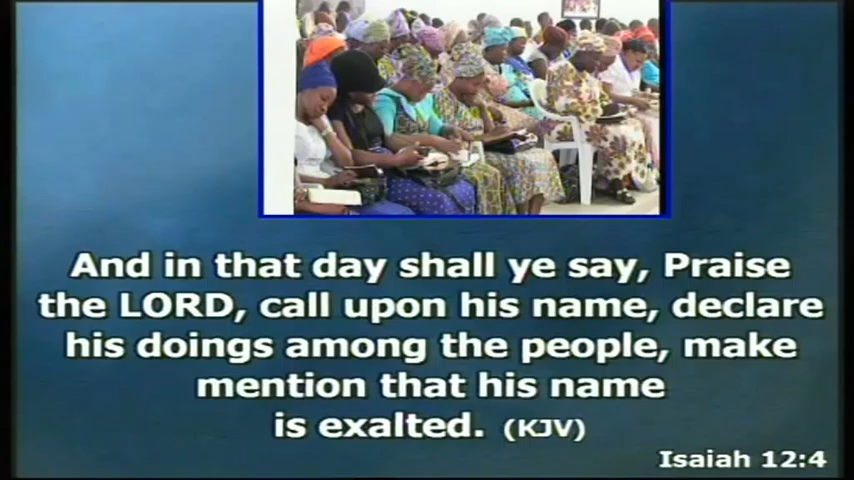 And in that day shall ye say, Praise
the LORD, call upon his name, declare
his doings among the people, make
mention that his name
is exalted. (KJV)
Isaiah 12:4